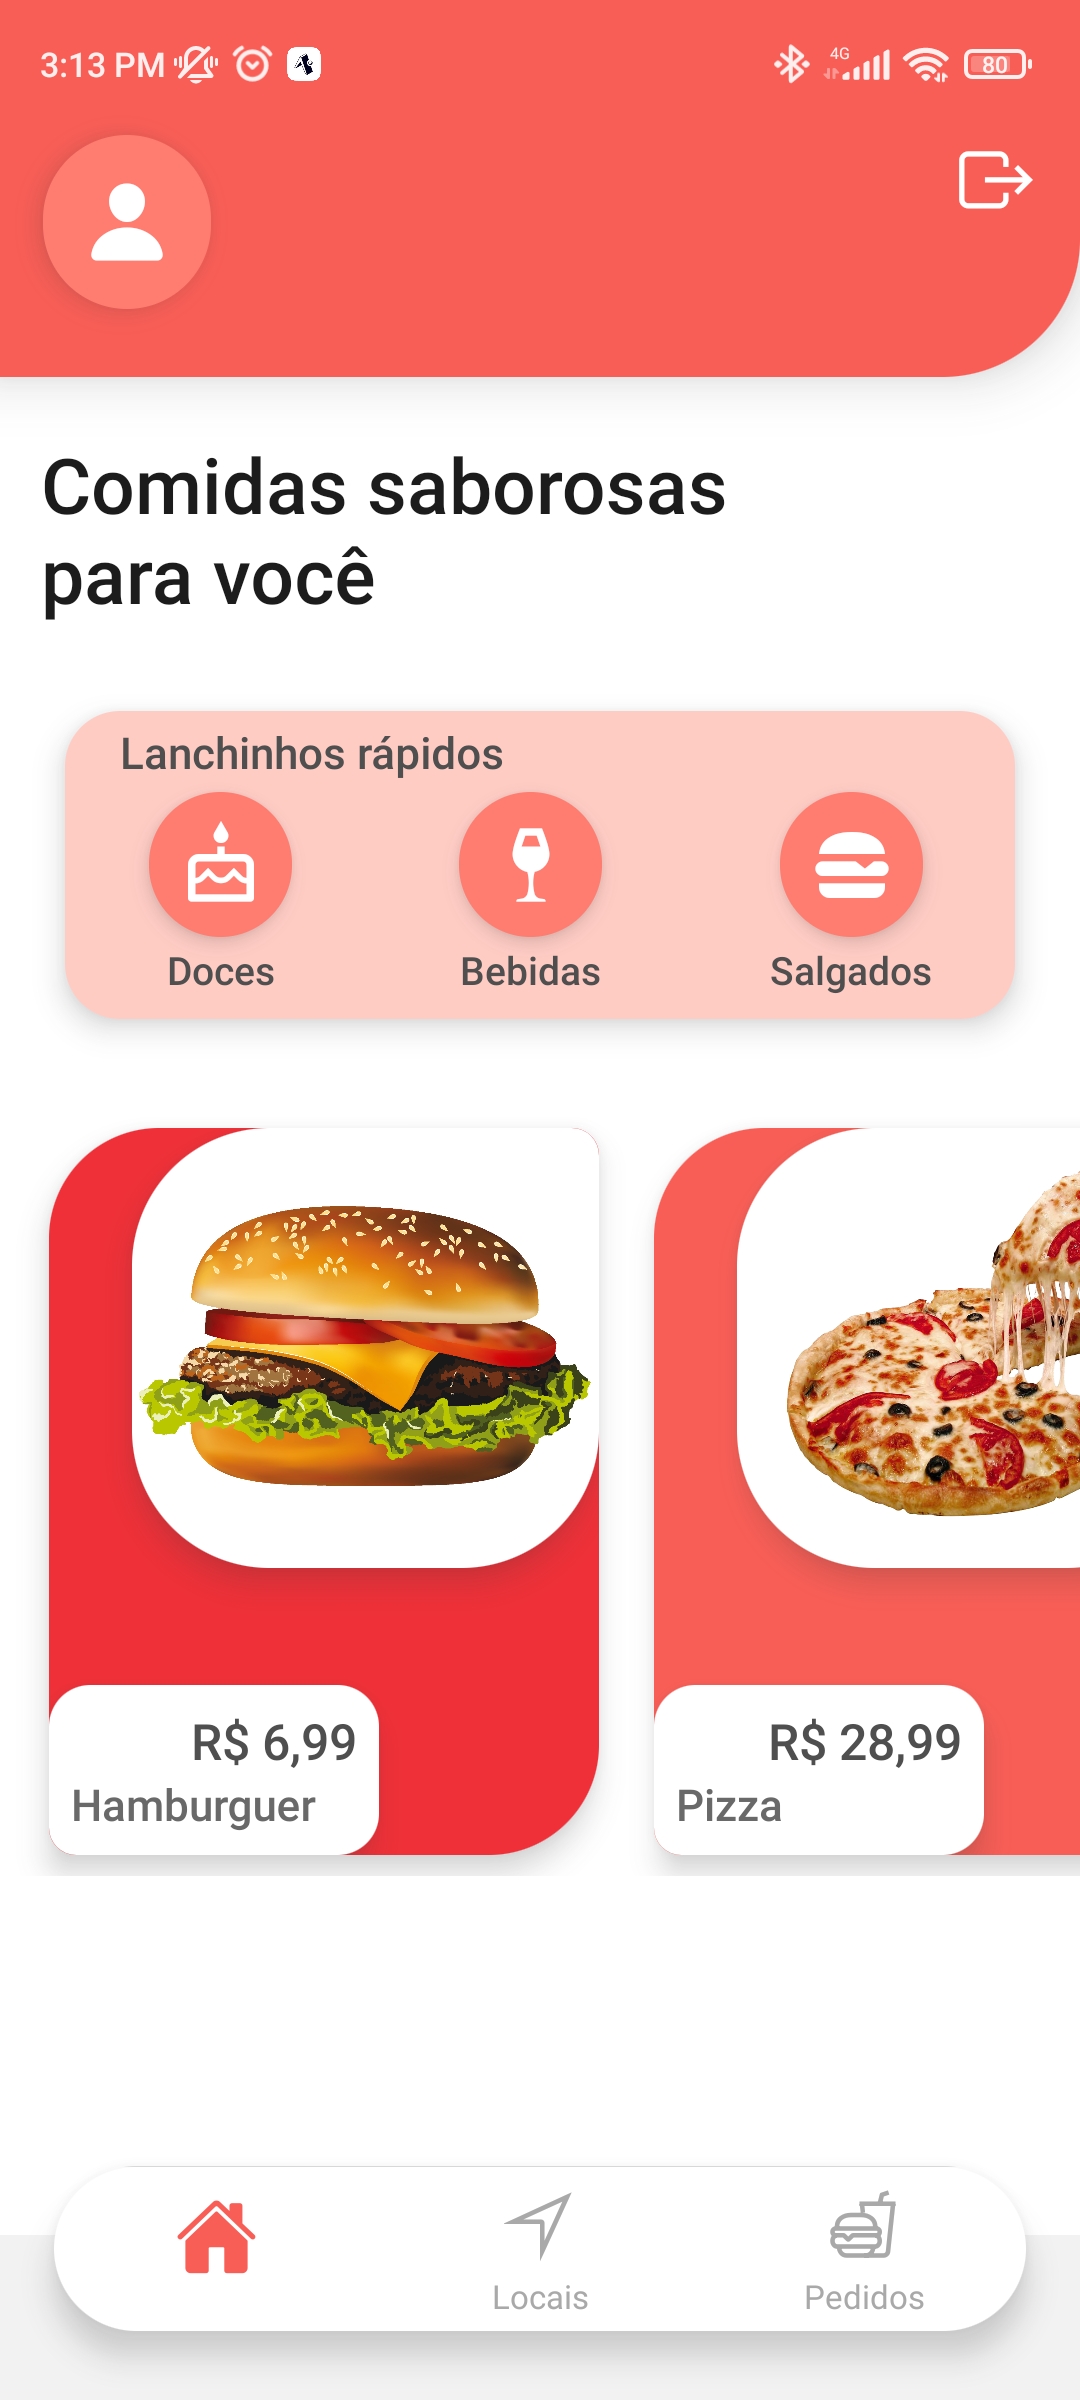 3:13 PM
4G
80
Comidas saborosas
para você
Lanchinhos rápidos
Doces
Bebidas
Salgados
R$ 6,99
Hamburguer
R$ 28,99
Pizza
Locais
Pedidos